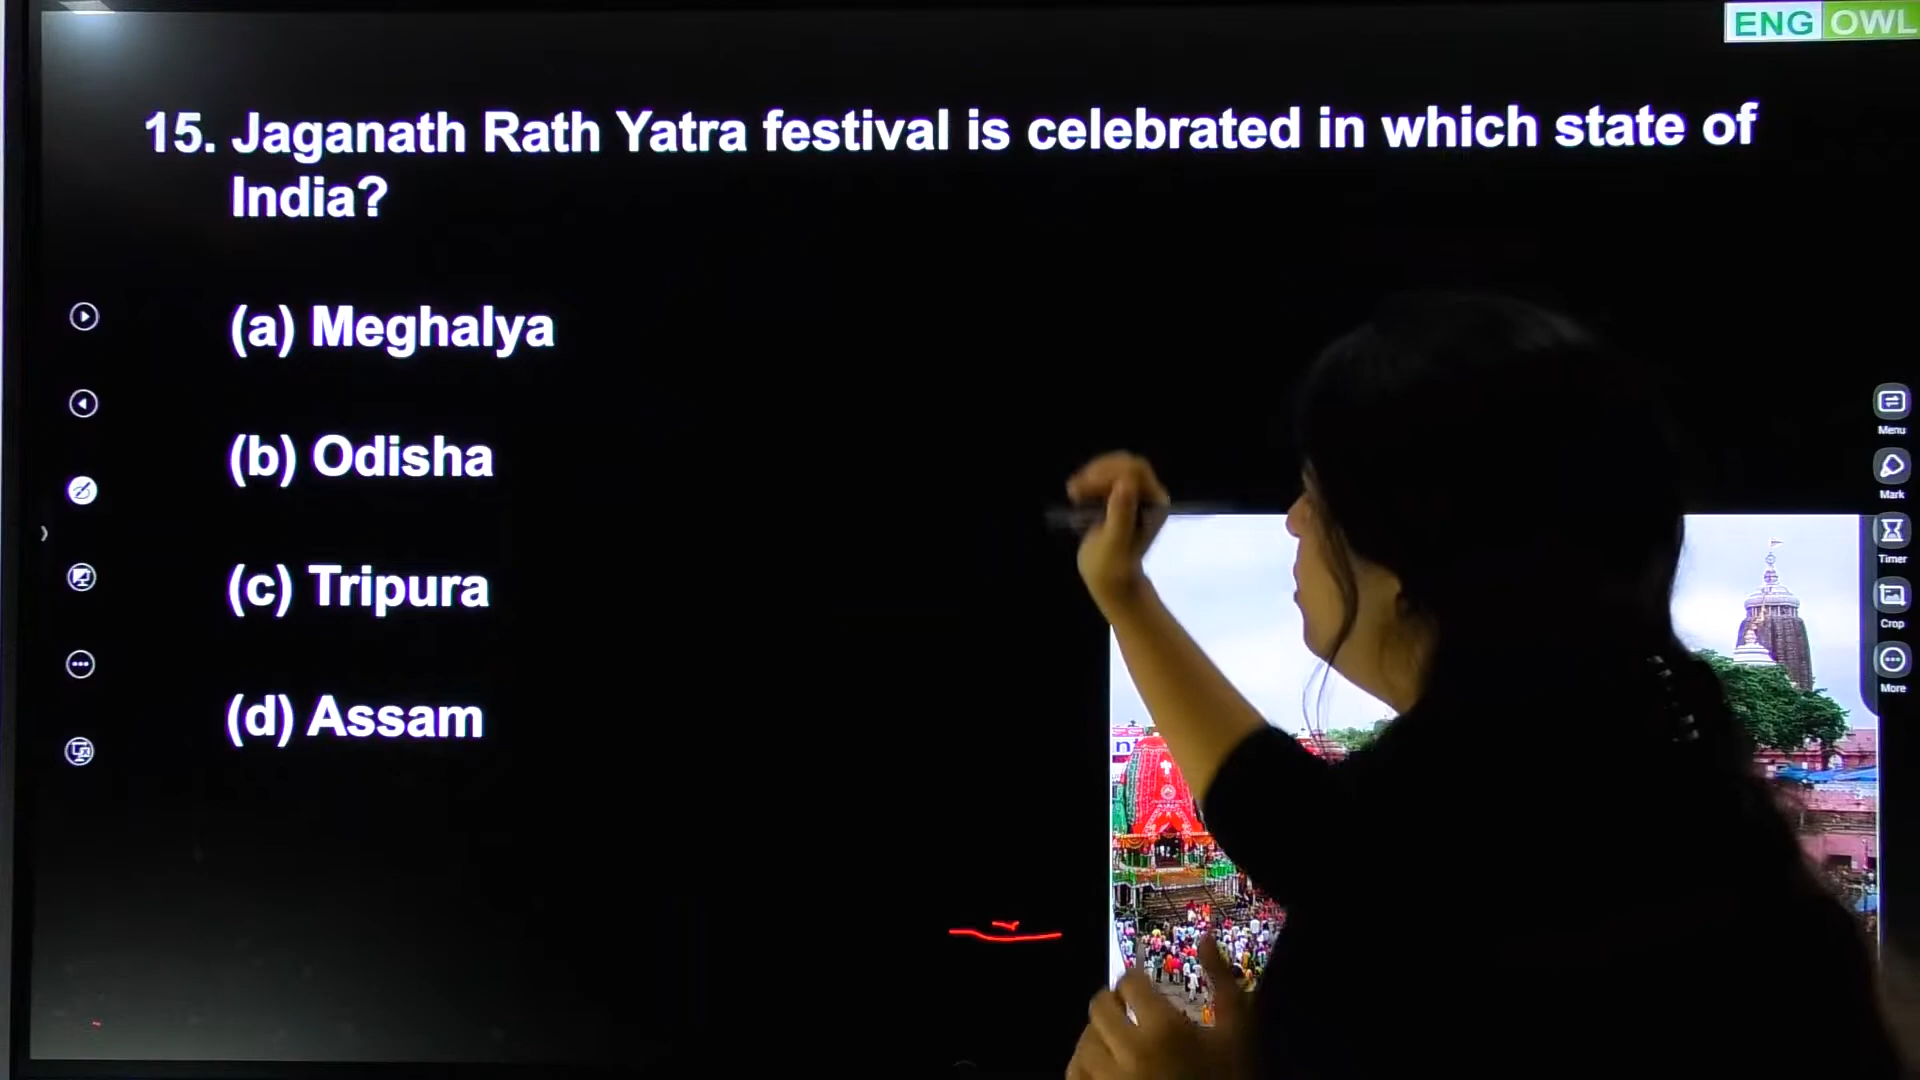 ENG OWL
15. Jaganath Rath Yatra festival is celebrated in which state of
India?
(a) Meghalya
(b) Odisha
(c) Tripura
(d) Assam
Menu
Mark
Timer
Crop
More